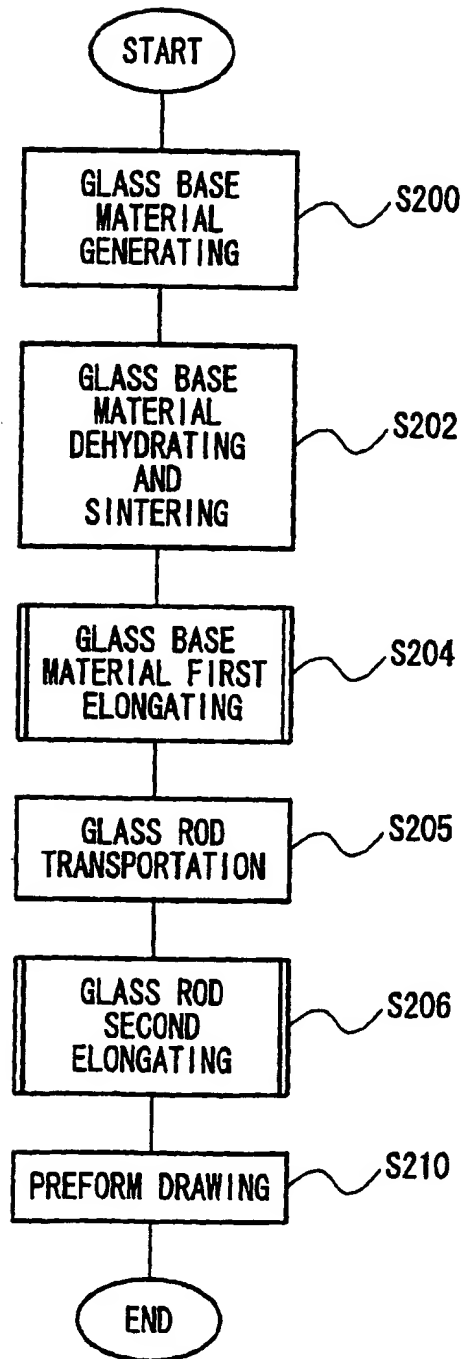 START
GLASS BASE
MATERIAL
GENERATING
S200
GLASS BASE
MATERIAL
DEHYDRATING
AND
SINTERING
S202
GLASS BASE
MATERIAL FIRST
ELONGATING
S204
GLASS ROD
TRANSPORTATION
S205
GLASS ROD
SECOND
ELONGATING
S206
PREFORM DRAWING
S210
END